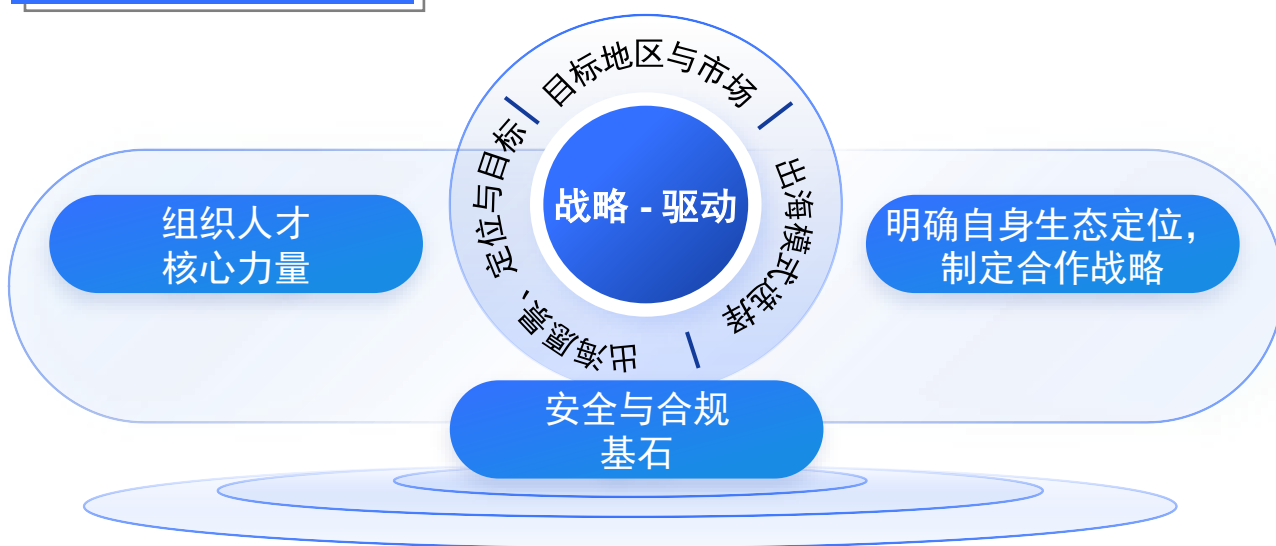 目标地区与市场
出海模式选择
出海愿景、定位与目标
战略 - 驱动
组织人才
核心力量
明确自身生态定位，
制定合作战略
安全与合规
基石